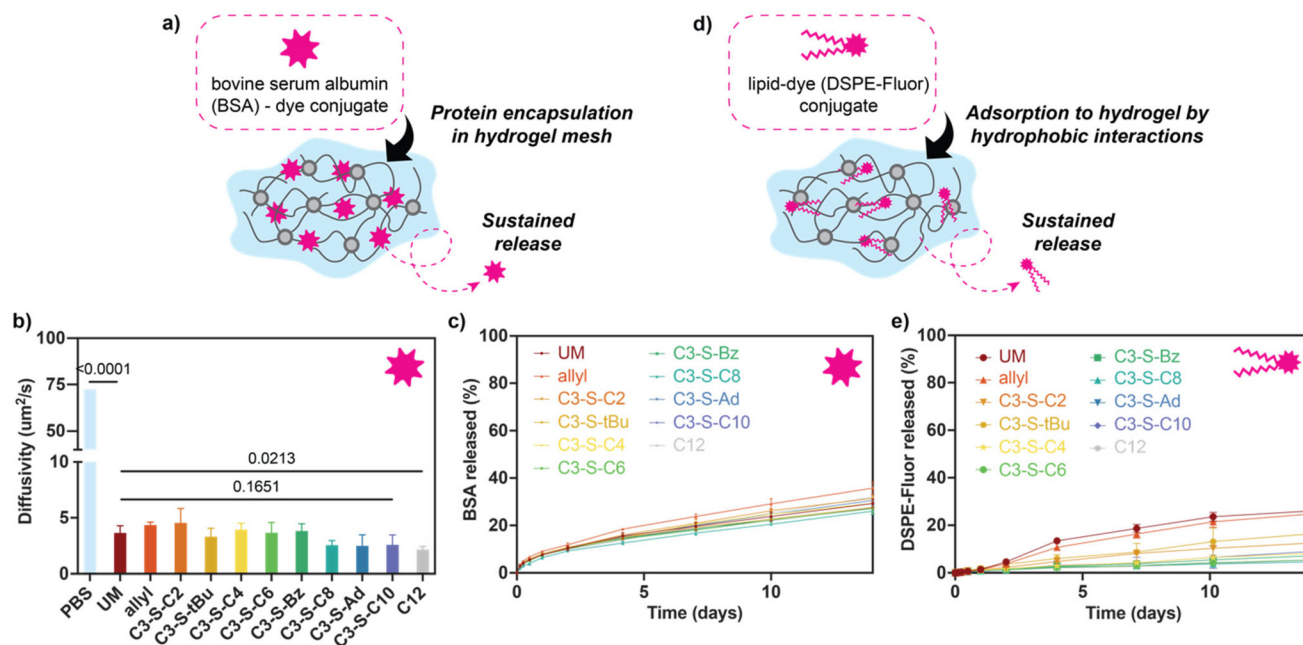 a)
bovine serum albumin
(BSA) - dye conjugate
Protein encapsulation
in hydrogel mesh
Sustained
release
d)
lipid-dye (DSPE-Fluor)
conjugate
Adsorption to hydrogel by
hydrophobic interactions
Sustained
release
b)
Diffusivity (um²/s)
100
75
50
10
5
0
<0.0001
0.0213
0.1651
PBS
UM
allyl
C3-S-C2
C3-S-tBu
C3-S-C4
C3-S-C6
C3-S-Bz
C3-S-C8
C3-S-Ad
C3-S-C10
C12
c)
BSA released (%)
100
80
60
40
20
0
UM
allyl
C3-S-C2
C3-S-tBu
C3-S-C4
C3-S-C6
C3-S-Bz
C3-S-C8
C3-S-Ad
C3-S-C10
C12
0
5
10
Time (days)
e)
DSPE-Fluor released (%)
100
80
60
40
20
0
UM
allyl
C3-S-C2
C3-S-tBu
C3-S-C4
C3-S-C6
C3-S-Bz
C3-S-C8
C3-S-Ad
C3-S-C10
C12
0
5
10
Time (days)